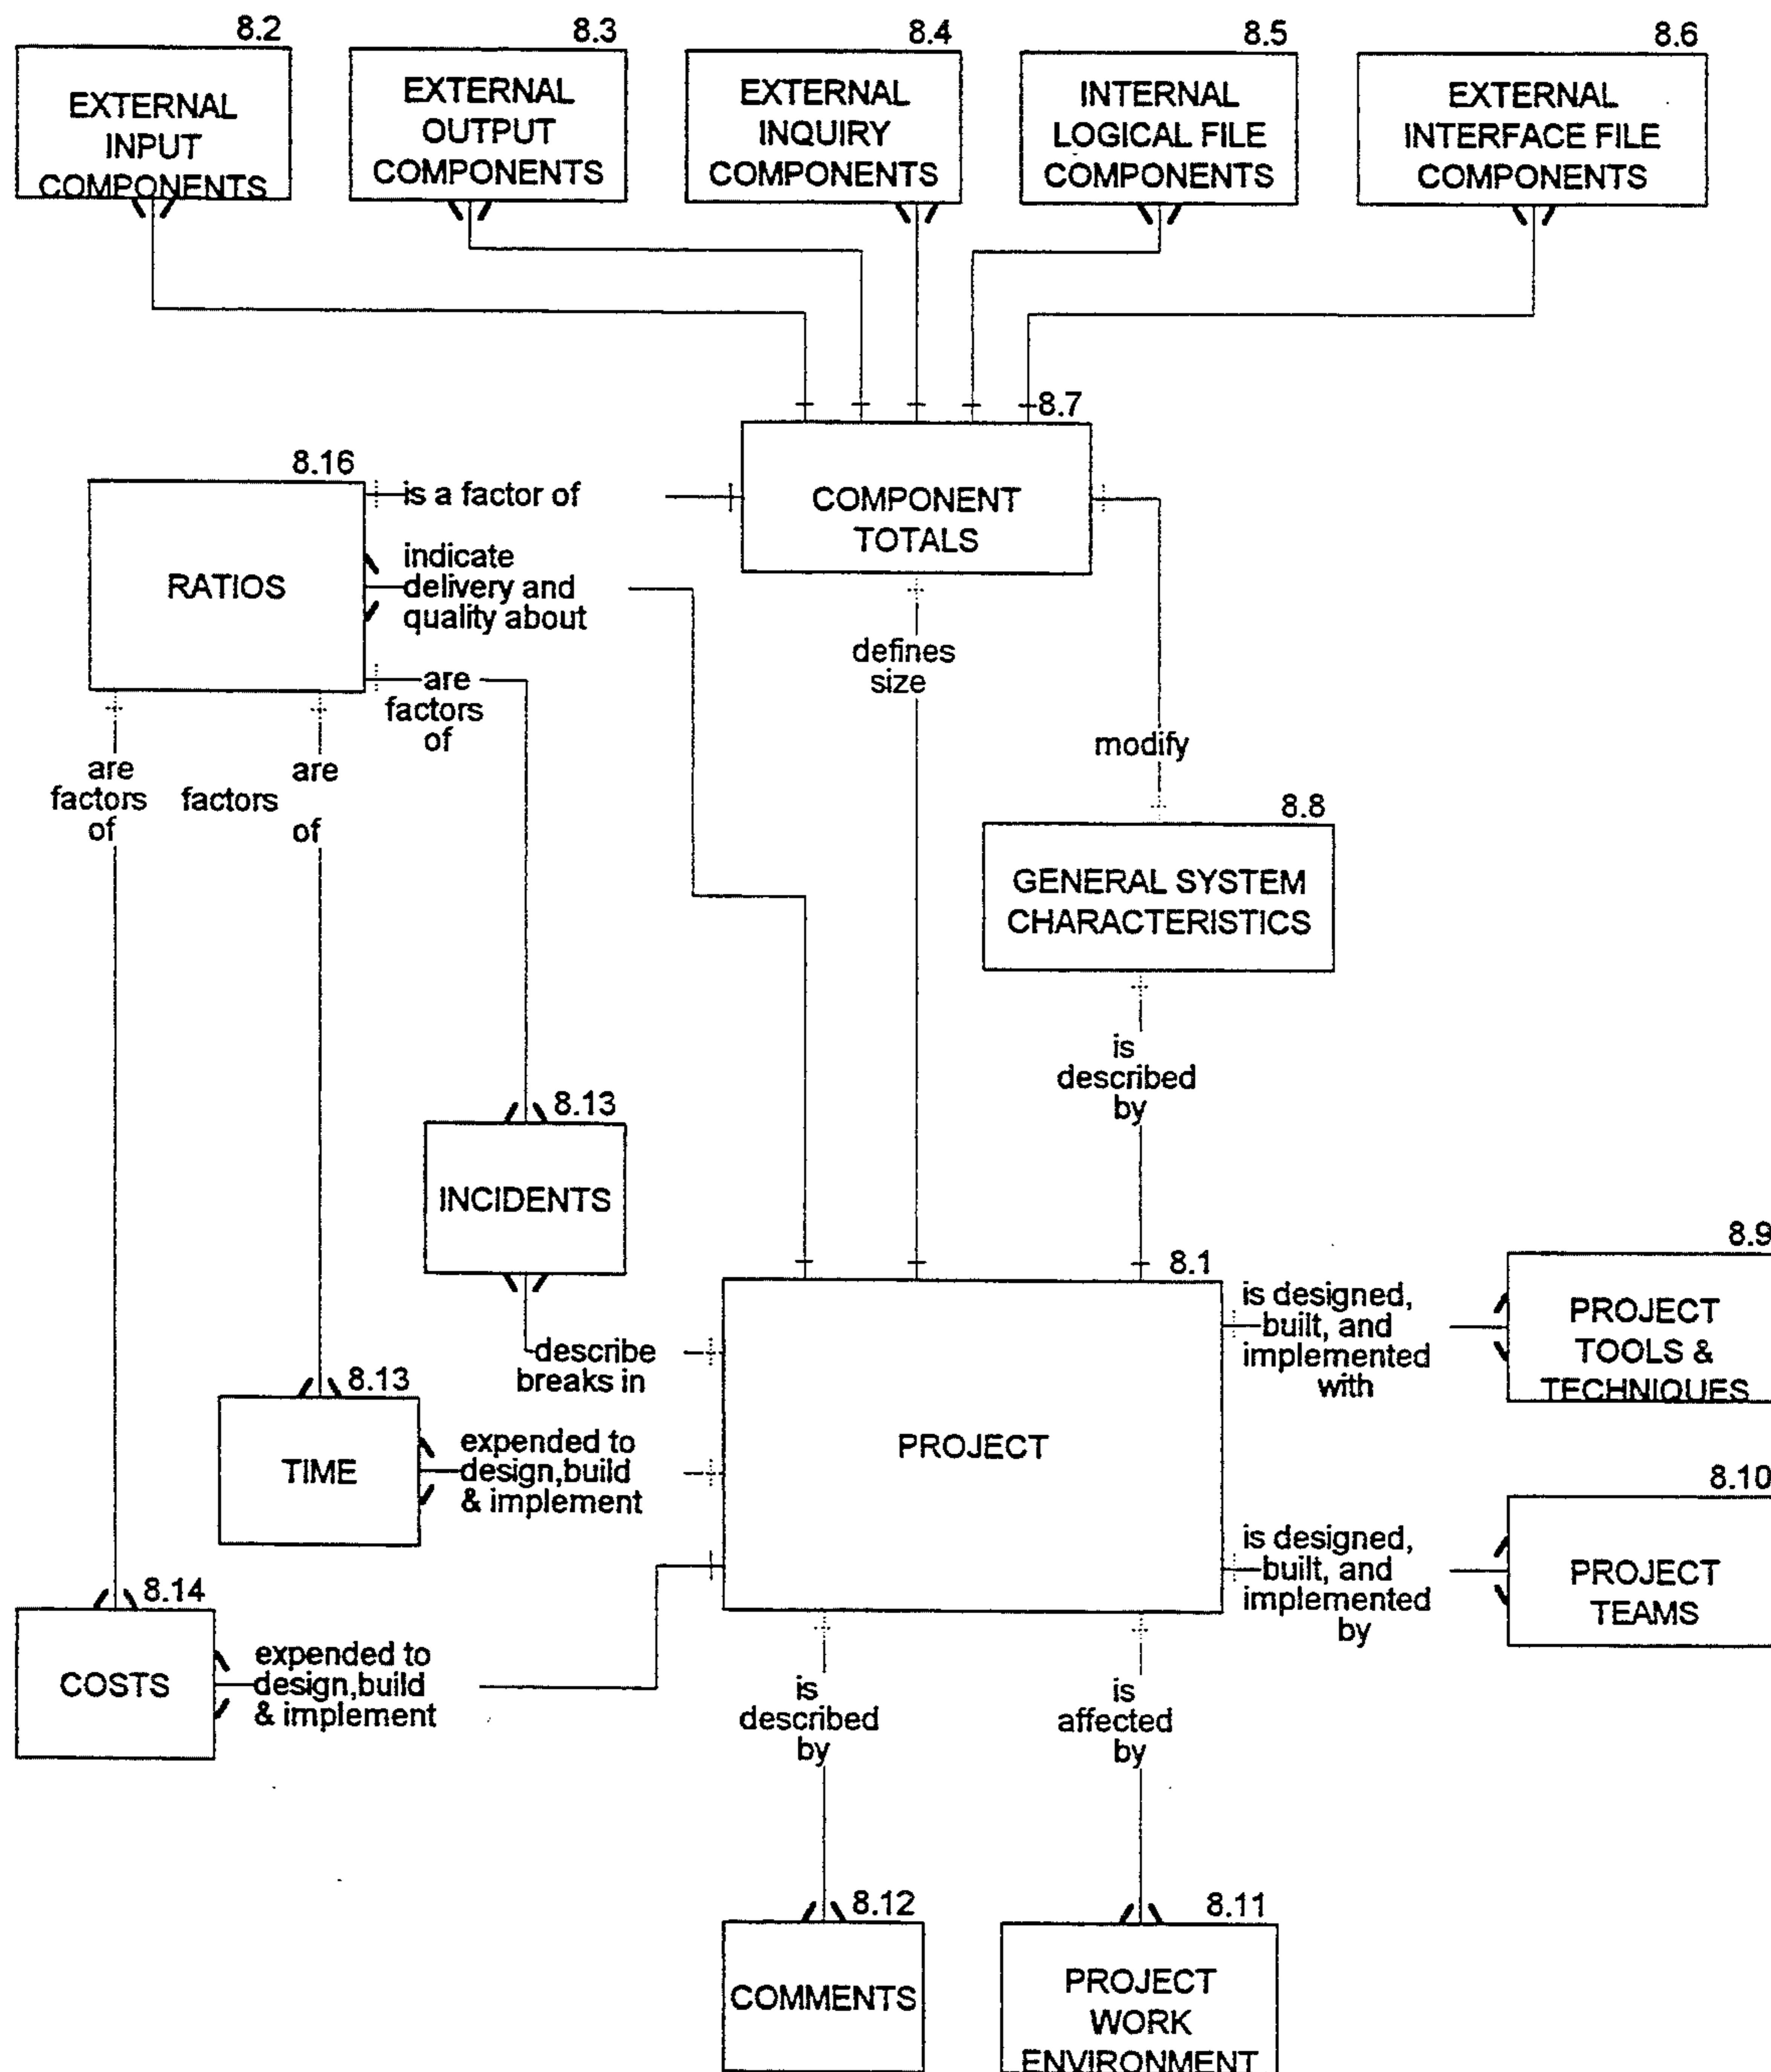 8.2
EXTERNAL
INPUT
COMPONENTS
8.3
EXTERNAL
OUTPUT
COMPONENTS
8.4
EXTERNAL
INQUIRY
COMPONENTS
8.5
INTERNAL
LOGICAL FILE
COMPONENTS
8.6
EXTERNAL
INTERFACE FILE
COMPONENTS
8.7
COMPONENT
TOTALS
8.16
RATIOS
is a factor of
indicate
delivery and
quality about
are
factors
of
are
factors
of
are
factors
of
defines
size
modify
8.8
GENERAL SYSTEM
CHARACTERISTICS
is
described
by
8.13
INCIDENTS
describe
breaks in
8.1
PROJECT
is designed,
built, and
implemented
with
8.9
PROJECT
TOOLS &
TECHNIQUES
8.13
TIME
expended to
design,build
& implement
is designed,
built, and
implemented
by
8.10
PROJECT
TEAMS
8.14
COSTS
expended to
design,build
& implement
is
described
by
is
affected
by
8.12
COMMENTS
8.11
PROJECT
WORK
ENVIRONMENT